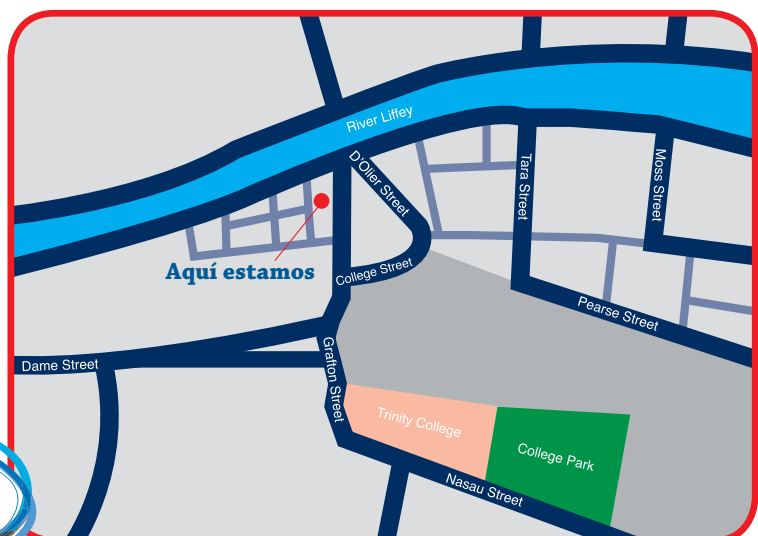 River Liffey
D'Olier Street
Tara Street
Moss Street
Aquí estamos
College Street
Pearse Street
Dame Street
Grafton Street
Trinity College
College Park
Nasau Street